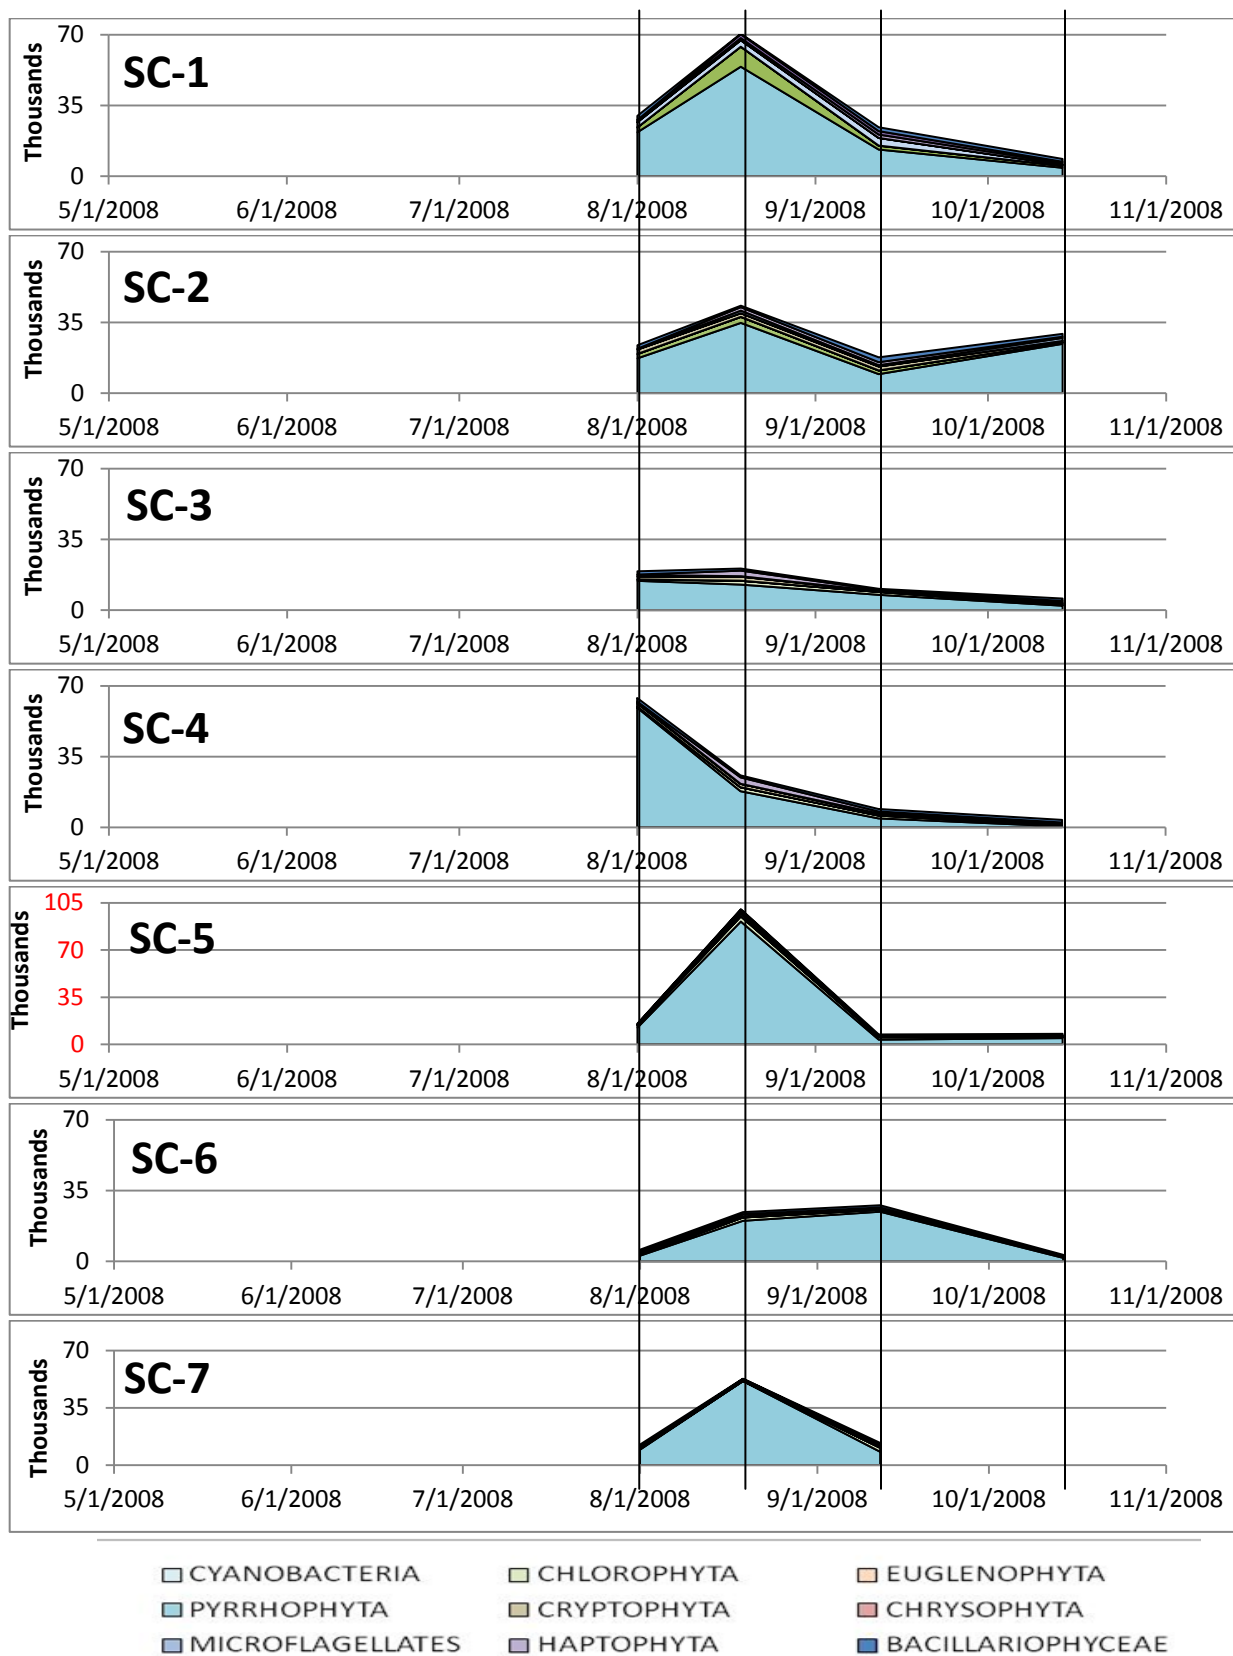 70
SC-1
35
Thousands
0
5/1/2008 6/1/2008 7/1/2008 8/1/2008 9/1/2008 10/1/2008 11/1/2008
70
SC-2
35
Thousands
0
5/1/2008 6/1/2008 7/1/2008 8/1/2008 9/1/2008 10/1/2008 11/1/2008
70
SC-3
35
Thousands
0
5/1/2008 6/1/2008 7/1/2008 8/1/2008 9/1/2008 10/1/2008 11/1/2008
70
SC-4
35
Thousands
0
5/1/2008 6/1/2008 7/1/2008 8/1/2008 9/1/2008 10/1/2008 11/1/2008
105
SC-5
70
35
Thousands
0
5/1/2008 6/1/2008 7/1/2008 8/1/2008 9/1/2008 10/1/2008 11/1/2008
70
SC-6
35
Thousands
0
5/1/2008 6/1/2008 7/1/2008 8/1/2008 9/1/2008 10/1/2008 11/1/2008
70
SC-7
35
Thousands
0
5/1/2008 6/1/2008 7/1/2008 8/1/2008 9/1/2008 10/1/2008 11/1/2008
CYANOBACTERIA CHLOROPHYTA EUGLENOPHYTA
PYRRHOPHYTA CRYPTOPHYTA CHRYSOPHYTA
MICROFLAGELLATES HAPTOPHYTA BACILLARIOPHYCEAE